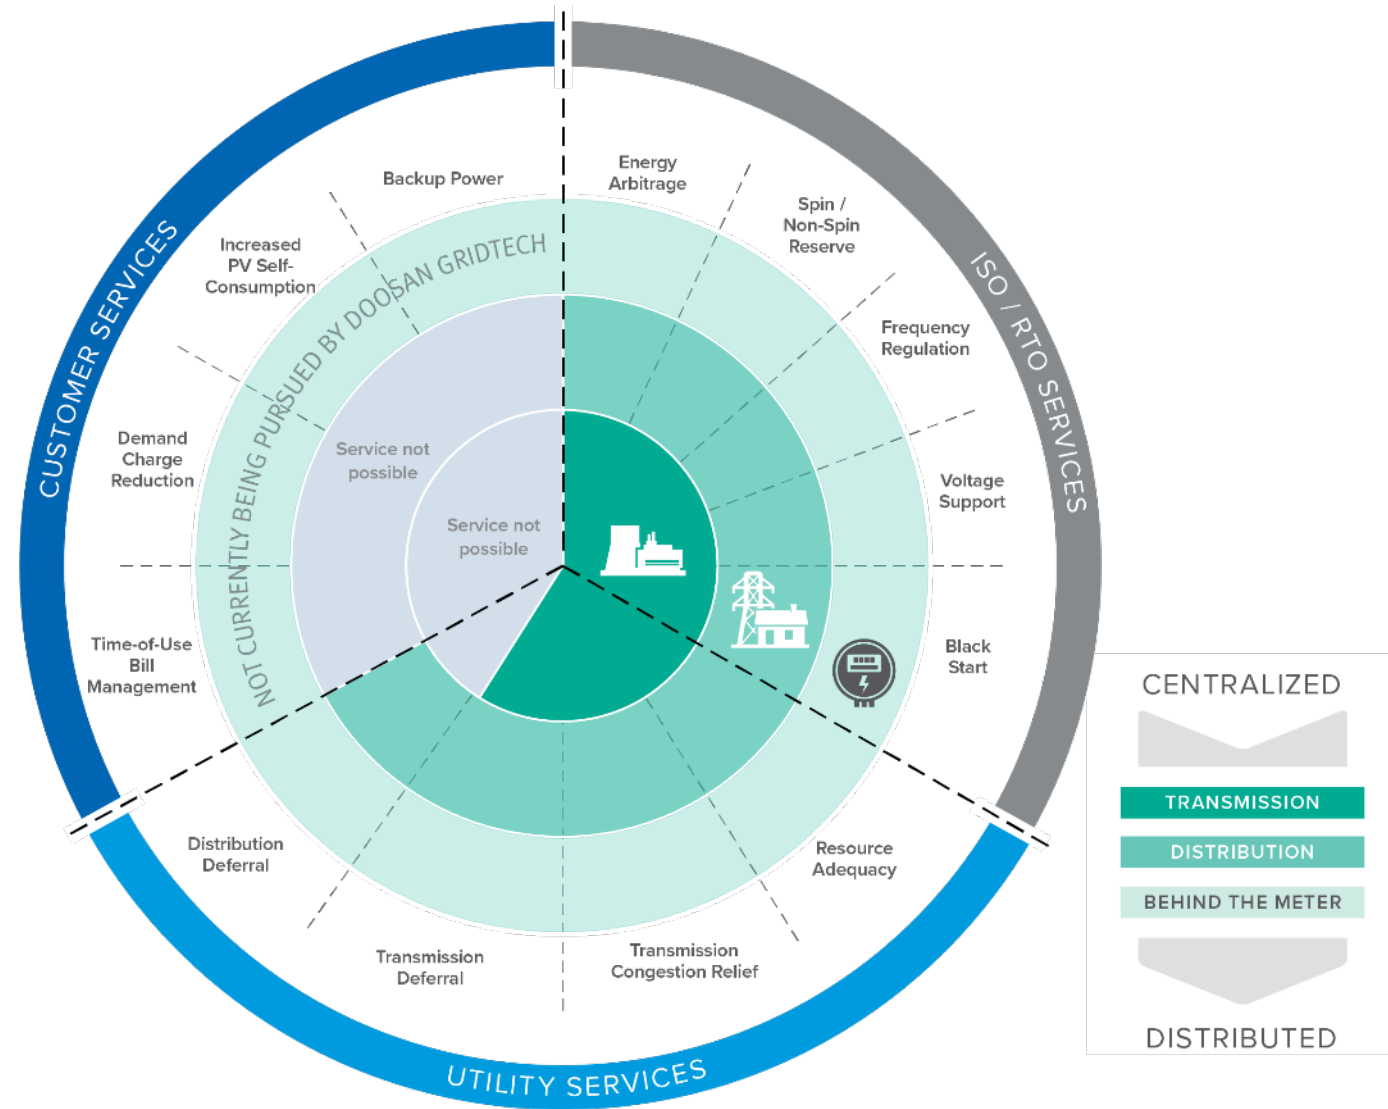 CUSTOMER SERVICES
ISO / RTO SERVICES
UTILITY SERVICES
Backup Power
Increased
PV Self-
Consumption
Demand
Charge
Reduction
Time-of-Use
Bill
Management
Energy
Arbitrage
Spin /
Non-Spin
Reserve
Frequency
Regulation
Voltage
Support
Black
Start
Resource
Adequacy
Transmission
Congestion Relief
Transmission
Deferral
Distribution
Deferral
NOT CURRENTLY BEING PURSUED BY DOOSAN GRIDTECH
Service not
possible
Service not
possible
CENTRALIZED
TRANSMISSION
DISTRIBUTION
BEHIND THE METER
DISTRIBUTED